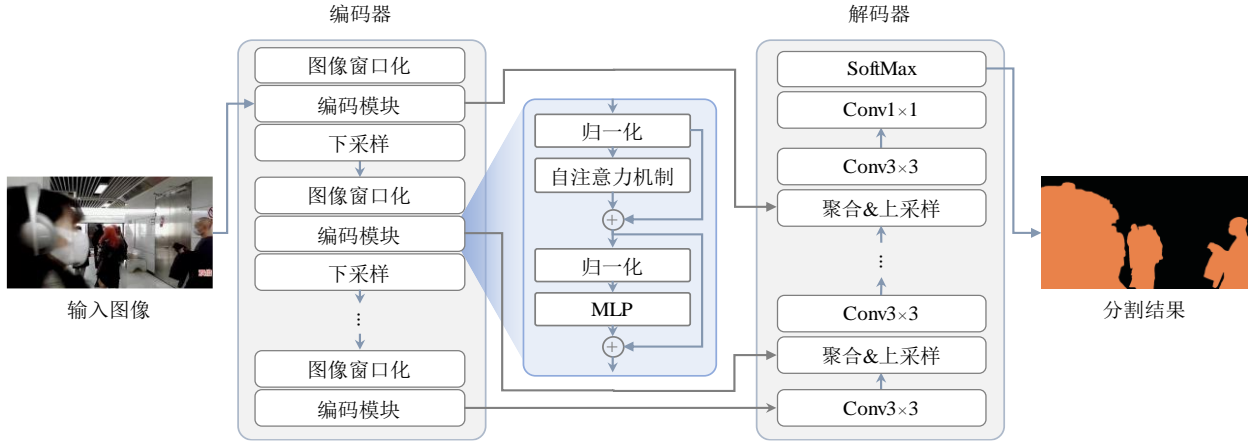 编码器
图像窗口化
编码模块
下采样
图像窗口化
编码模块
下采样
...
图像窗口化
编码模块
输入图像
归一化
自注意力机制
+
归一化
MLP
+
解码器
SoftMax
Conv1×1
Conv3×3
聚合&上采样
...
Conv3×3
聚合&上采样
Conv3×3
分割结果